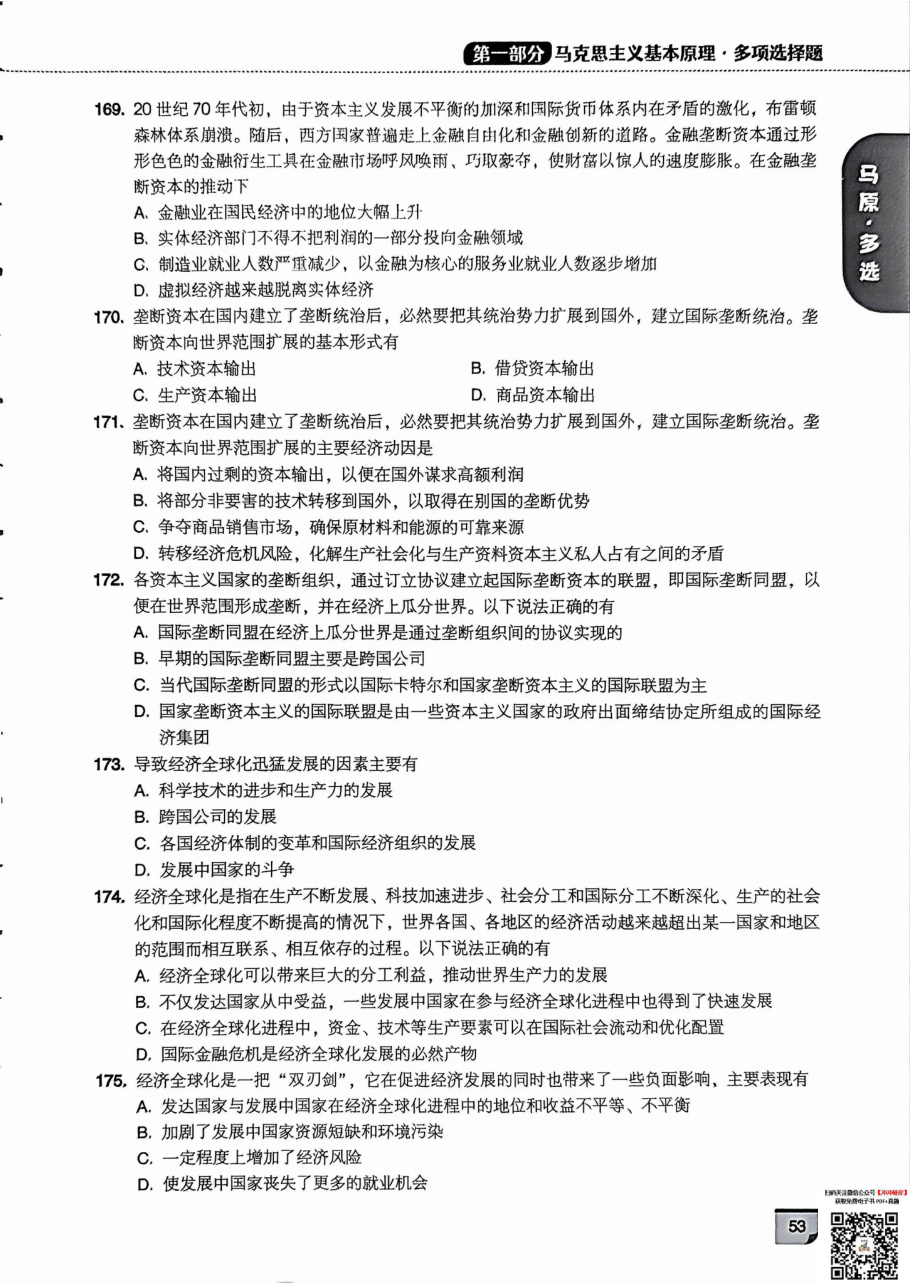 第一部分 马克思主义基本原理·多项选择题
169. 20世纪70年代初，由于资本主义发展不平衡的加深和国际货币体系内在矛盾的激化，布雷顿
森林体系崩溃。随后，西方国家普遍走上金融自由化和金融创新的道路。金融垄断资本通过形
形色色的金融衍生工具在金融市场呼风唤雨、巧取豪夺，使财富以惊人的速度膨胀。在金融垄
断资本的推动下
A. 金融业在国民经济中的地位大幅上升
B. 实体经济部门不得不把利润的一部分投向金融领域
C. 制造业就业人数严重减少，以金融为核心的服务业就业人数逐步增加
D. 虚拟经济越来越脱离实体经济
170. 垄断资本在国内建立了垄断统治后，必然要把其统治势力扩展到国外，建立国际垄断统治。垄
断资本向世界范围扩展的基本形式有
A. 技术资本输出 B. 借贷资本输出
C. 生产资本输出 D. 商品资本输出
171. 垄断资本在国内建立了垄断统治后，必然要把其统治势力扩展到国外，建立国际垄断统治。垄
断资本向世界范围扩展的主要经济动因是
A. 将国内过剩的资本输出，以便在国外谋求高额利润
B. 将部分非要害的技术转移到国外，以取得在别国的垄断优势
C. 争夺商品销售市场，确保原材料和能源的可靠来源
D. 转移经济危机风险，化解生产社会化与生产资料资本主义私人占有之间的矛盾
172. 各资本主义国家的垄断组织，通过订立协议建立起国际垄断资本的联盟，即国际垄断同盟，以
便在世界范围形成垄断，并在经济上瓜分世界。以下说法正确的有
A. 国际垄断同盟在经济上瓜分世界是通过垄断组织间的协议实现的
B. 早期的国际垄断同盟主要是跨国公司
C. 当代国际垄断同盟的形式以国际卡特尔和国家垄断资本主义的国际联盟为主
D. 国家垄断资本主义的国际联盟是由一些资本主义国家的政府出面缔结协定所组成的国际经
济集团
173. 导致经济全球化迅猛发展的因素主要有
A. 科学技术的进步和生产力的发展
B. 跨国公司的发展
C. 各国经济体制的变革和国际经济组织的发展
D. 发展中国家的斗争
174. 经济全球化是指在生产不断发展、科技加速进步、社会分工和国际分工不断深化、生产的社会
化和国际化程度不断提高的情况下，世界各国、各地区的经济活动越来越超出某一国家和地区
的范围而相互联系、相互依存的过程。以下说法正确的有
A. 经济全球化可以带来巨大的分工利益，推动世界生产力的发展
B. 不仅发达国家从中受益，一些发展中国家在参与经济全球化进程中也得到了快速发展
C. 在经济全球化进程中，资金、技术等生产要素可以在国际社会流动和优化配置
D. 国际金融危机是经济全球化发展的必然产物
175. 经济全球化是一把“双刃剑”，它在促进经济发展的同时也带来了一些负面影响，主要表现有
A. 发达国家与发展中国家在经济全球化进程中的地位和收益不平等、不平衡
B. 加剧了发展中国家资源短缺和环境污染
C. 一定程度上增加了经济风险
D. 使发展中国家丧失了更多的就业机会
马原·多选
扫码关注微信公众号【冲冲研官】
获取免费电子书PDF+真题
53